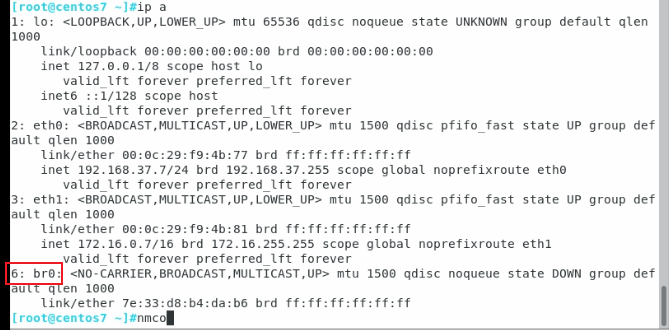 [root@centos7 ~]#ip a
1: lo: <LOOPBACK,UP,LOWER_UP> mtu 65536 qdisc noqueue state UNKNOWN group default qlen
1000
    link/loopback 00:00:00:00:00:00 brd 00:00:00:00:00:00
    inet 127.0.0.1/8 scope host lo
       valid_lft forever preferred_lft forever
    inet6 ::1/128 scope host
       valid_lft forever preferred_lft forever
2: eth0: <BROADCAST,MULTICAST,UP,LOWER_UP> mtu 1500 qdisc pfifo_fast state UP group def
ault qlen 1000
    link/ether 00:0c:29:f9:4b:77 brd ff:ff:ff:ff:ff:ff
    inet 192.168.37.7/24 brd 192.168.37.255 scope global noprefixroute eth0
       valid_lft forever preferred_lft forever
3: eth1: <BROADCAST,MULTICAST,UP,LOWER_UP> mtu 1500 qdisc pfifo_fast state UP group def
ault qlen 1000
    link/ether 00:0c:29:f9:4b:81 brd ff:ff:ff:ff:ff:ff
    inet 172.16.0.7/16 brd 172.16.255.255 scope global noprefixroute eth1
       valid_lft forever preferred_lft forever
6: br0: <NO-CARRIER,BROADCAST,MULTICAST,UP> mtu 1500 qdisc noqueue state DOWN group def
ault qlen 1000
    link/ether 7e:33:d8:b4:da:b6 brd ff:ff:ff:ff:ff:ff
[root@centos7 ~]#nmco